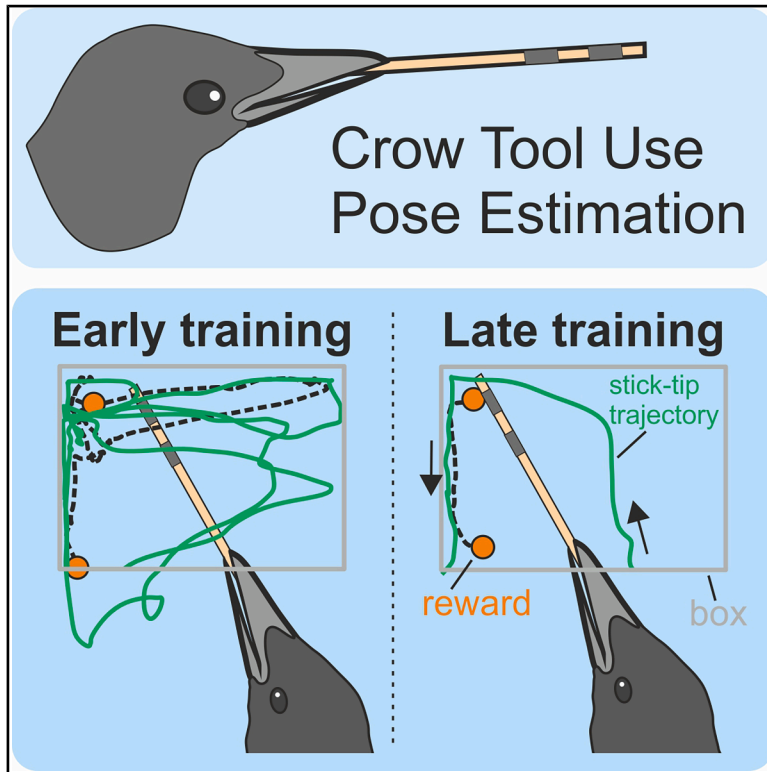 Crow Tool Use
Pose Estimation
Early training
Late training
stick-tip
trajectory
reward
box